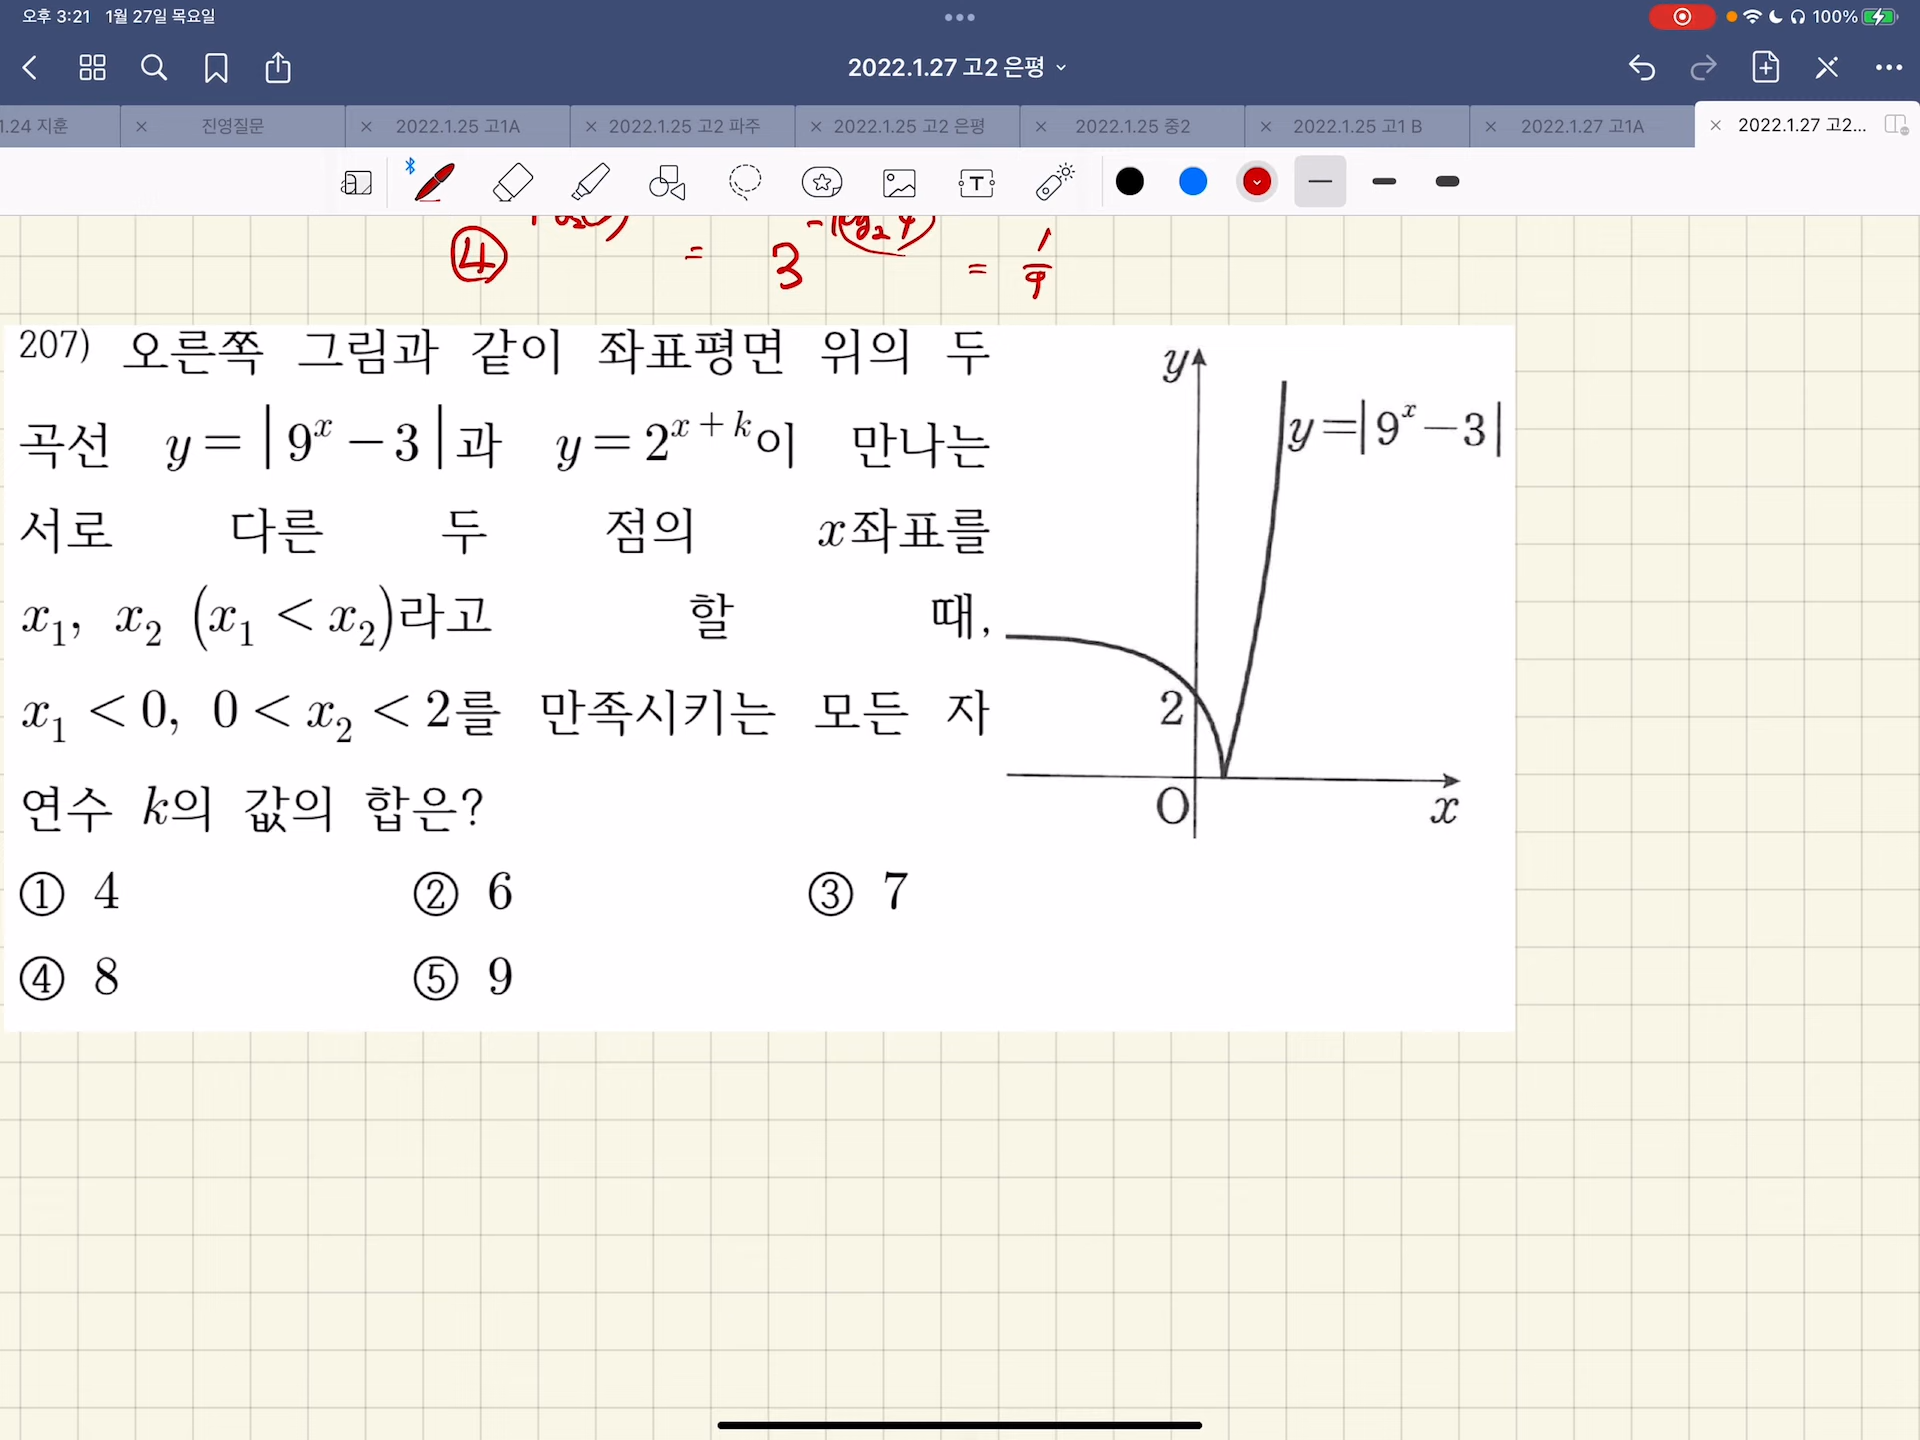 오후 3:21 1월 27일 목요일
100%
2022.1.27 고2 은평
1.24 지훈
진영질문
2022.1.25 고1A
2022.1.25 고2 파주
2022.1.25 고2 은평
2022.1.25 중2
2022.1.25 고1 B
2022.1.27 고1A
2022.1.27 고2...
④ = 3 = 1/9
207) 오른쪽 그림과 같이 좌표평면 위의 두
곡선 y=|9^x-3|과 y=2^{x+k}이 만나는
서로 다른 두 점의 x좌표를
x₁, x₂ (x₁<x₂)라고 할 때,
x₁<0, 0<x₂<2를 만족시키는 모든 자
연수 k의 값의 합은?
① 4 ② 6 ③ 7
④ 8 ⑤ 9
y
y=|9^x-3|
2
O
x